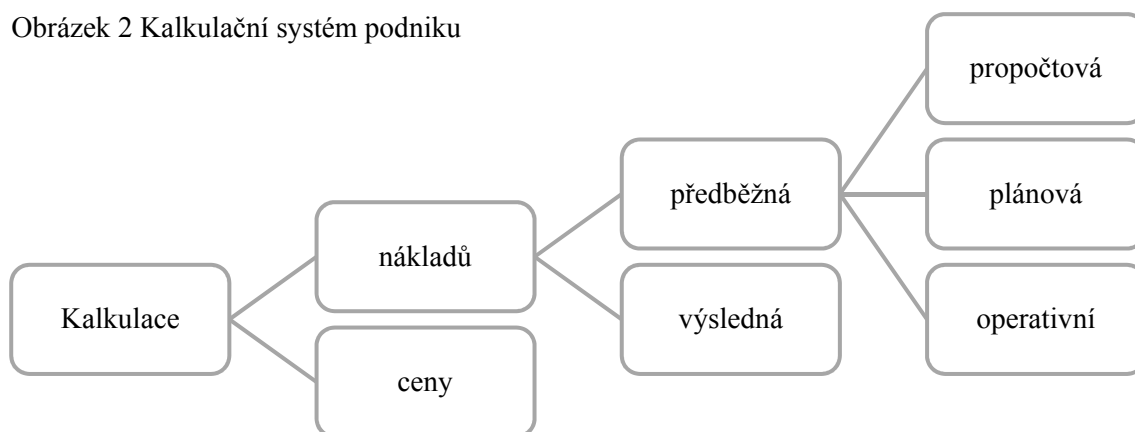 Obrázek 2 Kalkulační systém podniku
Kalkulace
nákladů
ceny
předběžná
výsledná
propočtová
plánová
operativní